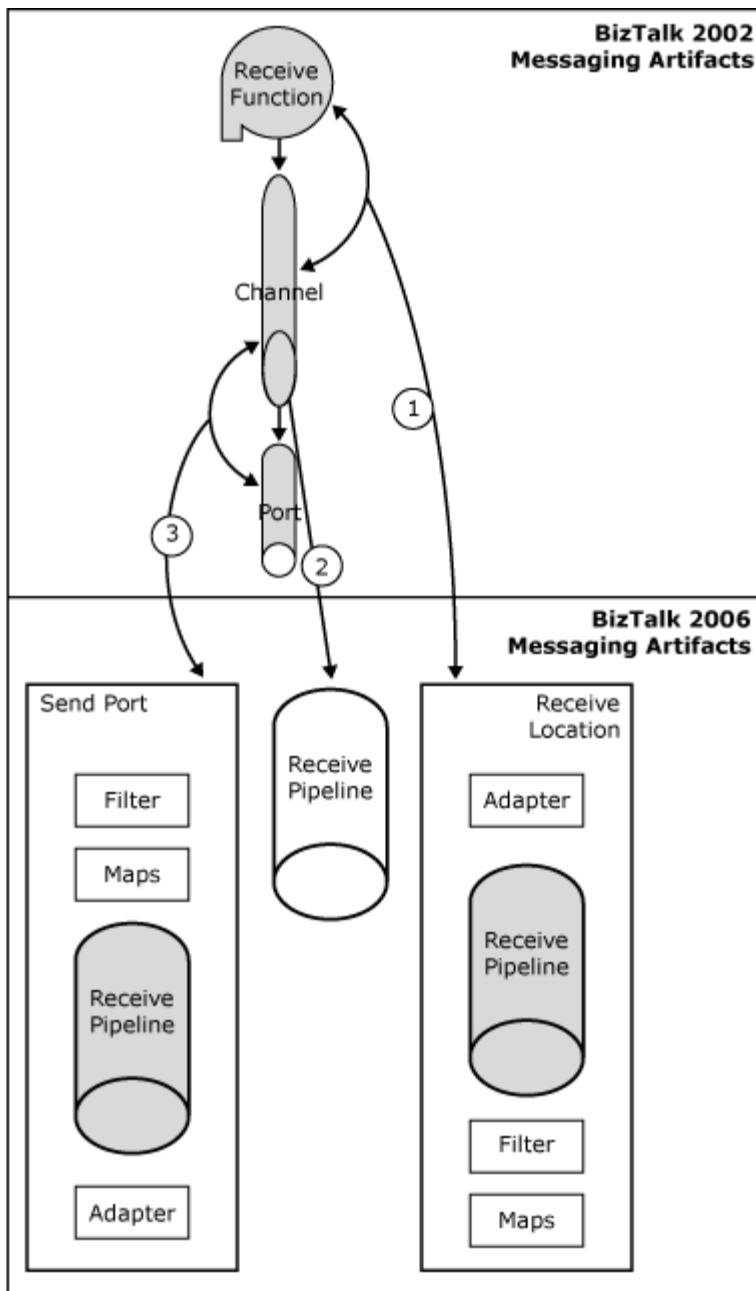 BizTalk 2002
Messaging Artifacts
Receive
Function
Channel
1
Port
3
2
BizTalk 2006
Messaging Artifacts
Send Port
Filter
Maps
Receive
Pipeline
Adapter
Receive
Pipeline
Receive
Location
Adapter
Receive
Pipeline
Filter
Maps